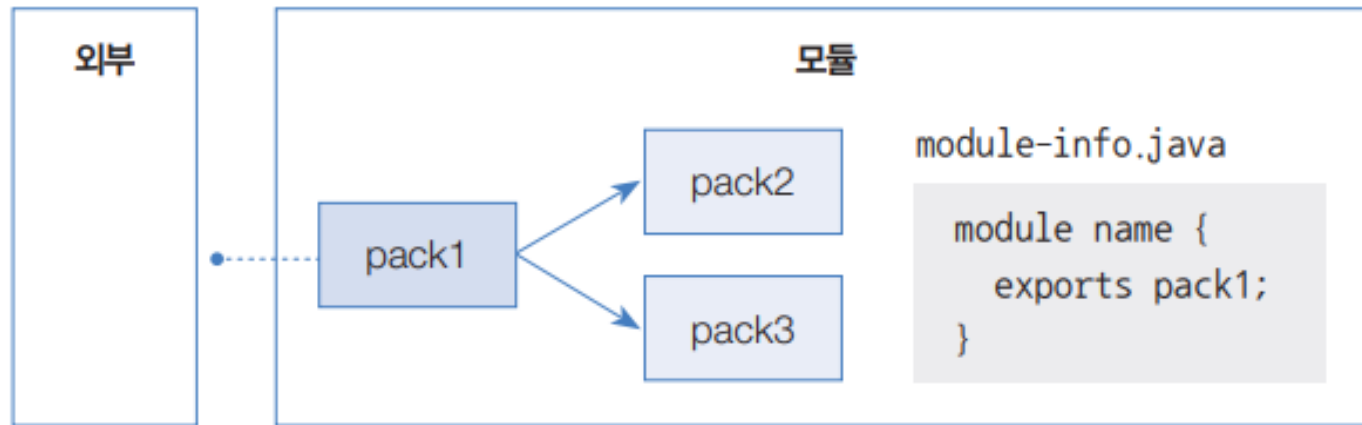 외부
모듈
pack1
pack2
pack3
module-info.java
module name {
exports pack1;
}